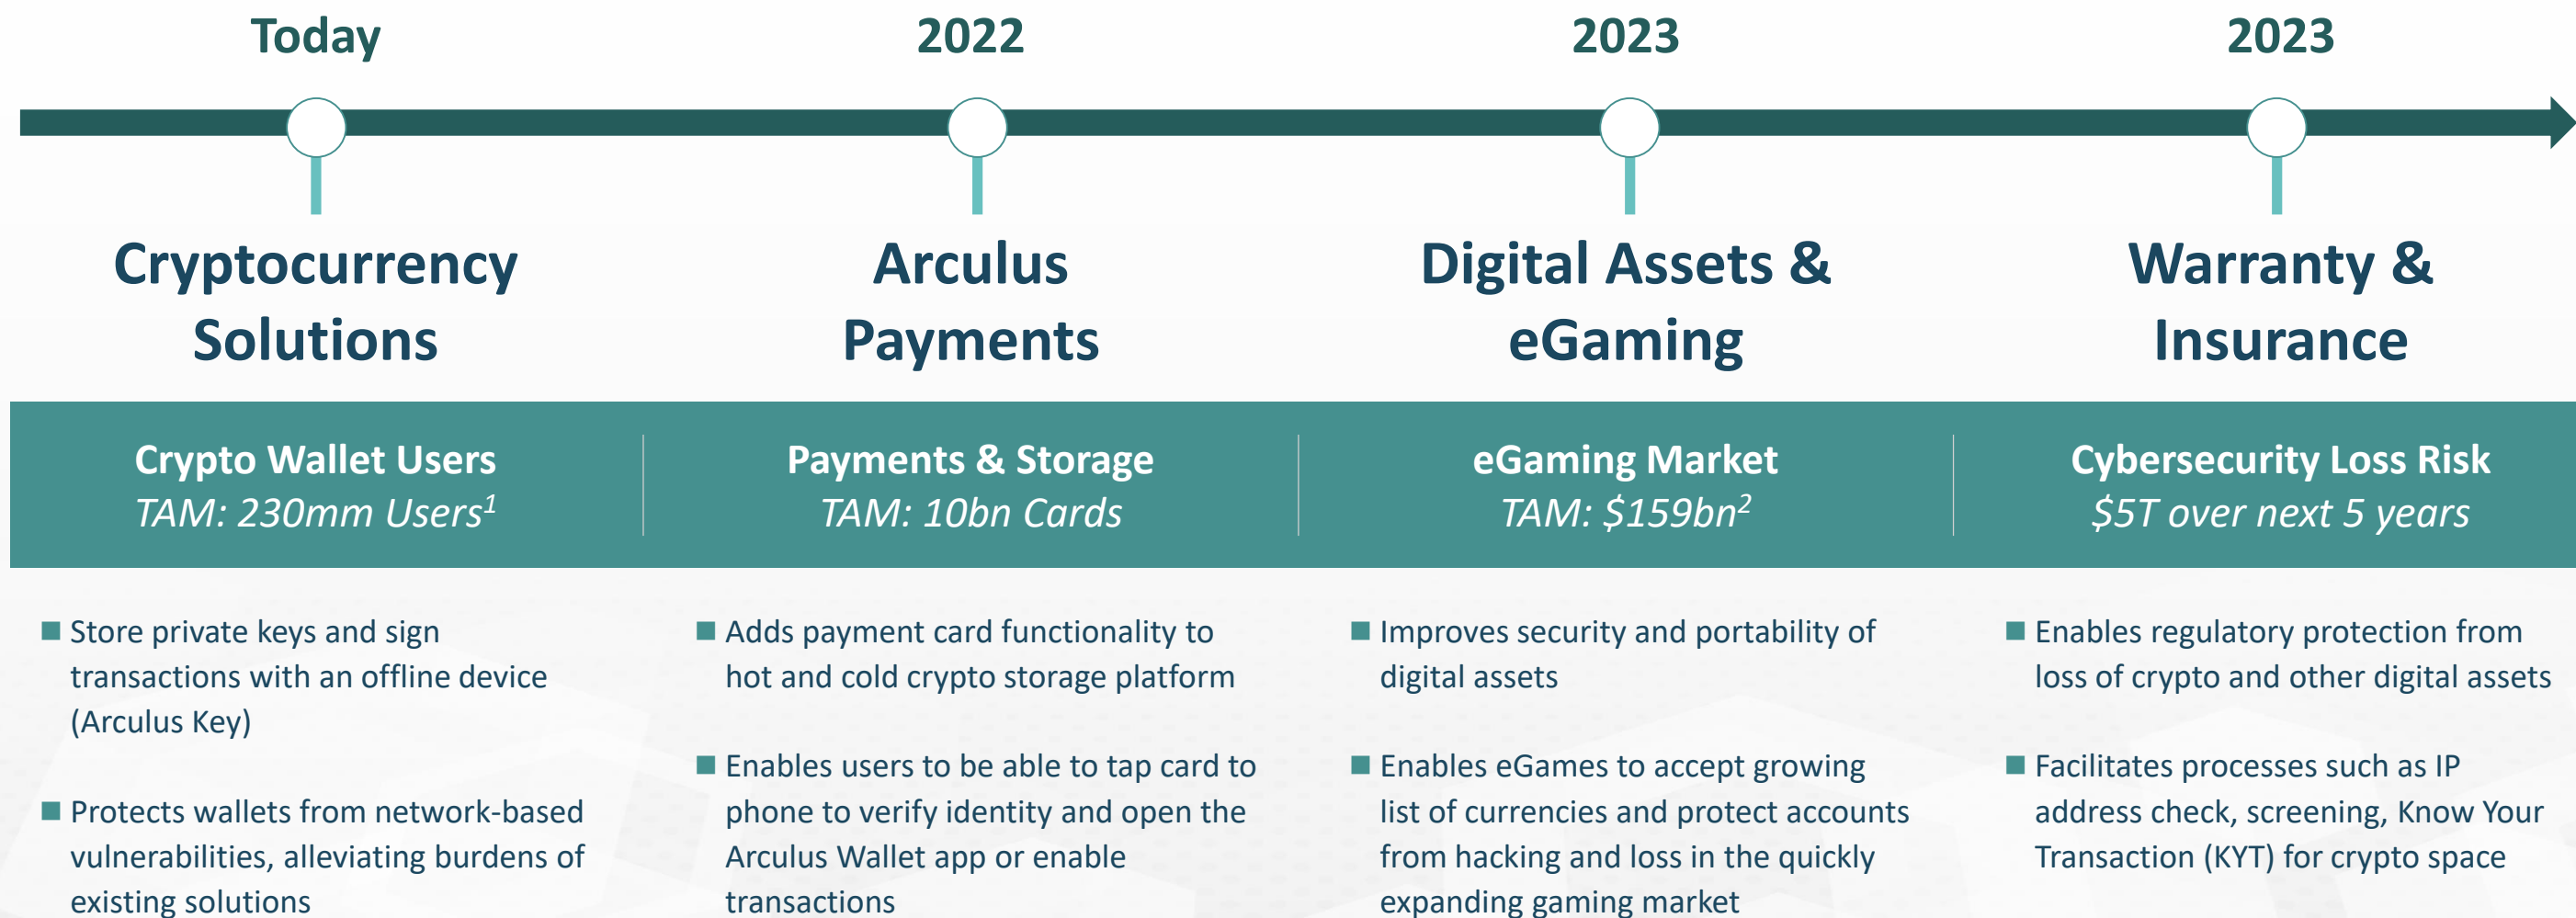 Today
2022
2023
2023
Cryptocurrency
Solutions
Arculus
Payments
Digital Assets &
eGaming
Warranty &
Insurance
Crypto Wallet Users
TAM: 230mm Users¹
Payments & Storage
TAM: 10bn Cards
eGaming Market
TAM: $159bn²
Cybersecurity Loss Risk
$5T over next 5 years
■ Store private keys and sign
transactions with an offline device
(Arculus Key)
■ Protects wallets from network-based
vulnerabilities, alleviating burdens of
existing solutions
■ Adds payment card functionality to
hot and cold crypto storage platform
■ Enables users to be able to tap card to
phone to verify identity and open the
Arculus Wallet app or enable
transactions
■ Improves security and portability of
digital assets
■ Enables eGames to accept growing
list of currencies and protect accounts
from hacking and loss in the quickly
expanding gaming market
■ Enables regulatory protection from
loss of crypto and other digital assets
■ Facilitates processes such as IP
address check, screening, Know Your
Transaction (KYT) for crypto space